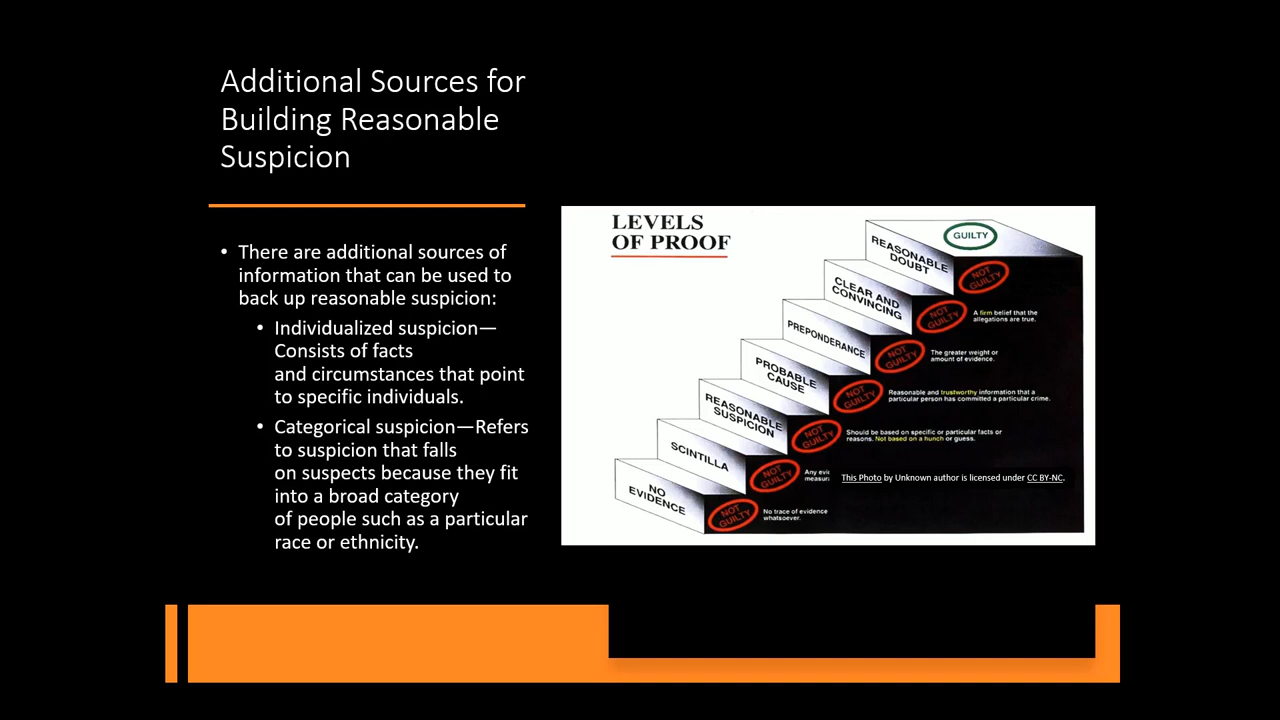 Additional Sources for
Building Reasonable
Suspicion
• There are additional sources of
information that can be used to
back up reasonable suspicion:
• Individualized suspicion—
Consists of facts
and circumstances that point
to specific individuals.
• Categorical suspicion—Refers
to suspicion that falls
on suspects because they fit
into a broad category
of people such as a particular
race or ethnicity.
LEVELS
OF PROOF
GUILTY
REASONABLE
DOUBT
NOT
GUILTY
CLEAR AND
CONVINCING
NOT
GUILTY
A firm belief that the
allegations are true.
PREPONDERANCE
NOT
GUILTY
The greater weight or
amount of evidence.
PROBABLE
CAUSE
NOT
GUILTY
Reasonable and trustworthy information that a
particular person has committed a particular crime.
REASONABLE
SUSPICION
NOT
GUILTY
Should be based on specific or particular facts or
reasons. Not based on a hunch or guess.
SCINTILLA
NOT
GUILTY
Any
This Photo by Unknown author is licensed under CC BY-NC.
NO
EVIDENCE
NOT
GUILTY
No trace of evidence
whatsoever.